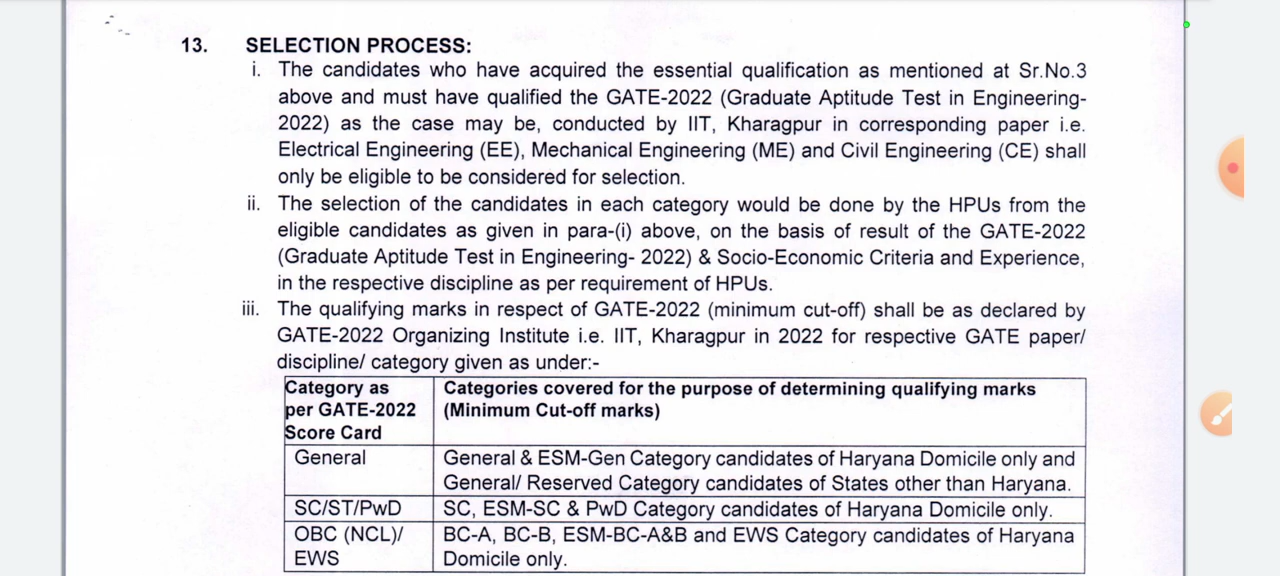 13. SELECTION PROCESS:
i. The candidates who have acquired the essential qualification as mentioned at Sr.No.3
above and must have qualified the GATE-2022 (Graduate Aptitude Test in Engineering-
2022) as the case may be, conducted by IIT, Kharagpur in corresponding paper i.e.
Electrical Engineering (EE), Mechanical Engineering (ME) and Civil Engineering (CE) shall
only be eligible to be considered for selection.
ii. The selection of the candidates in each category would be done by the HPUs from the
eligible candidates as given in para-(i) above, on the basis of result of the GATE-2022
(Graduate Aptitude Test in Engineering- 2022) & Socio-Economic Criteria and Experience,
in the respective discipline as per requirement of HPUs.
iii. The qualifying marks in respect of GATE-2022 (minimum cut-off) shall be as declared by
GATE-2022 Organizing Institute i.e. IIT, Kharagpur in 2022 for respective GATE paper/
discipline/ category given as under:-
Category as
per GATE-2022
Score Card
Categories covered for the purpose of determining qualifying marks
(Minimum Cut-off marks)
General
General & ESM-Gen Category candidates of Haryana Domicile only and
General/ Reserved Category candidates of States other than Haryana.
SC/ST/PwD
SC, ESM-SC & PwD Category candidates of Haryana Domicile only.
OBC (NCL)/
EWS
BC-A, BC-B, ESM-BC-A&B and EWS Category candidates of Haryana
Domicile only.